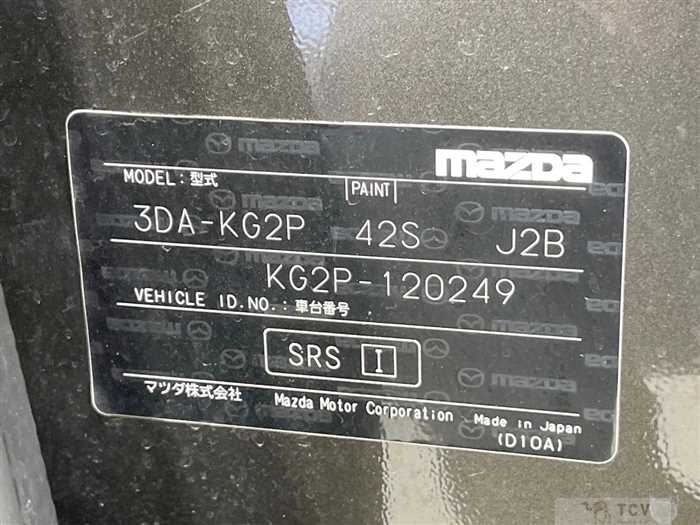 mazda
MODEL:型式 PAINT
3DA-KG2P 42S J2B
KG2P-120249
VEHICLE ID.NO.:車台番号
SRS I
マツダ株式会社 Mazda Motor Corporation Made in Japan
(D10A)
TCV